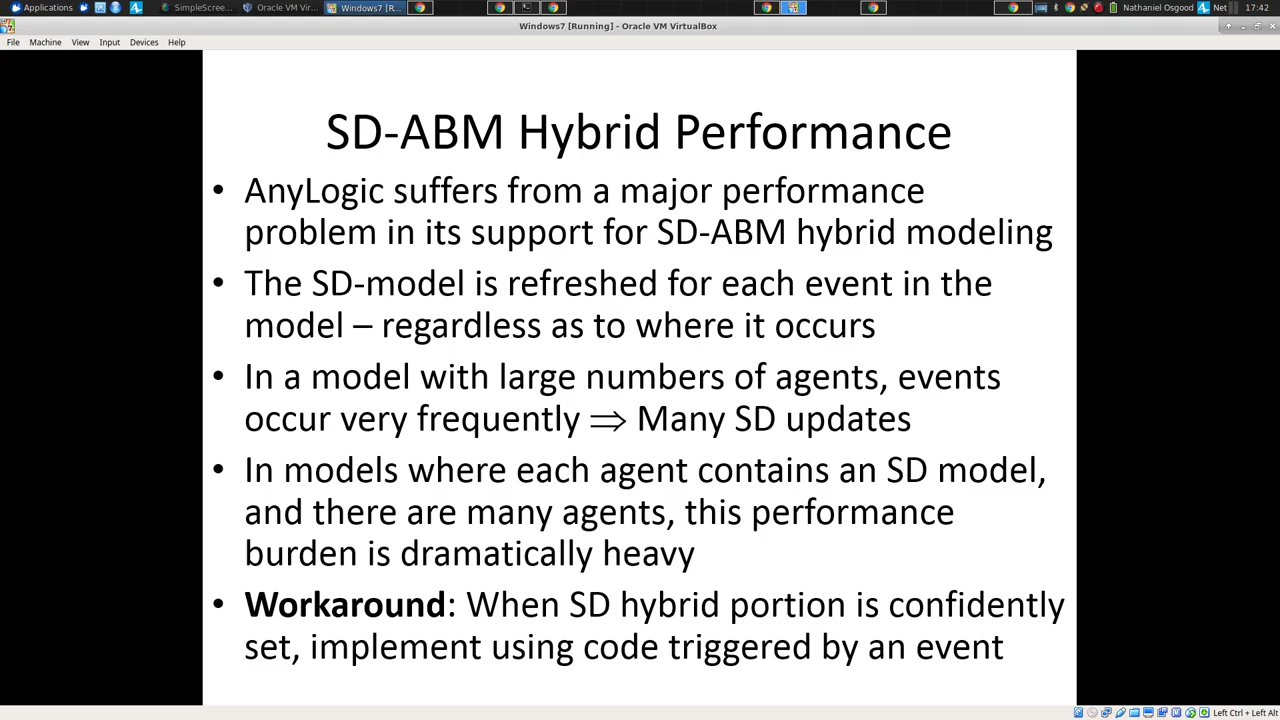 Applications
SimpleScree...
Oracle VM Vir...
Windows7 [R...
Nathaniel Osgood
Net
17:42
Windows7 [Running] - Oracle VM VirtualBox
File Machine View Input Devices Help
SD-ABM Hybrid Performance
• AnyLogic suffers from a major performance
problem in its support for SD-ABM hybrid modeling
• The SD-model is refreshed for each event in the
model – regardless as to where it occurs
• In a model with large numbers of agents, events
occur very frequently ⇒ Many SD updates
• In models where each agent contains an SD model,
and there are many agents, this performance
burden is dramatically heavy
• Workaround: When SD hybrid portion is confidently
set, implement using code triggered by an event
Left Ctrl + Left Alt